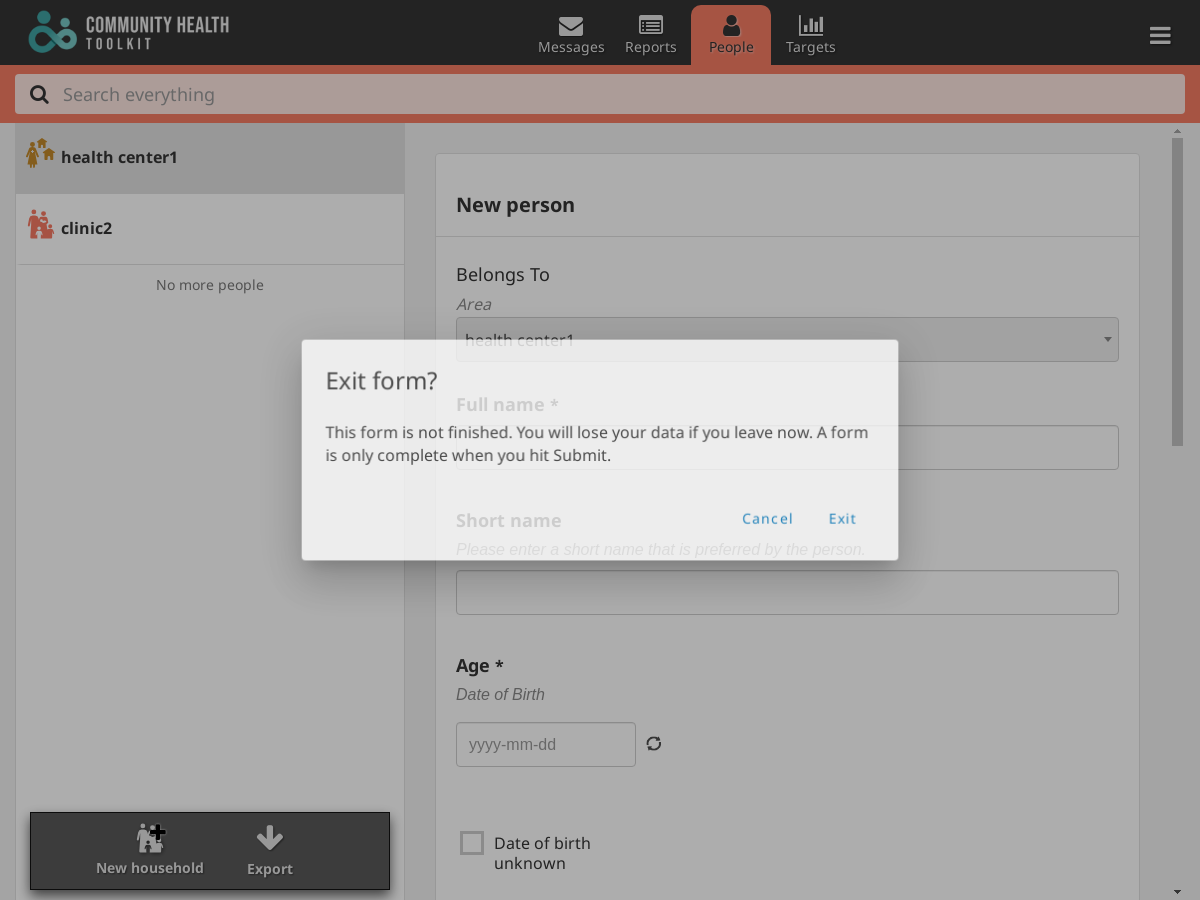 COMMUNITY HEALTH
TOOLKIT
Messages
Reports
People
Targets
Search everything
health center1
clinic2
No more people
New household
Export
New person
Belongs To
Area
health center1
Full name *
Short name
Please enter a short name that is preferred by the person.
Age *
Date of Birth
yyyy-mm-dd
Date of birth
unknown
Exit form?
This form is not finished. You will lose your data if you leave now. A form
is only complete when you hit Submit.
Cancel
Exit